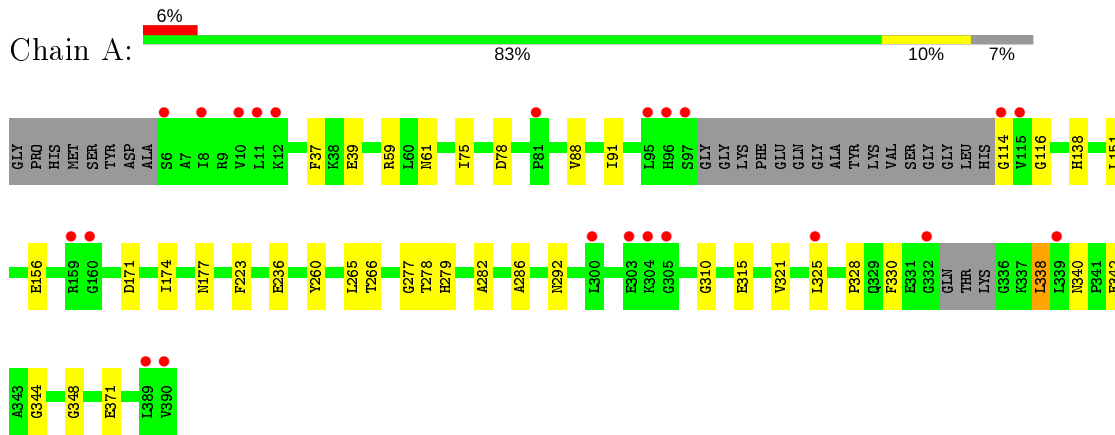 6%
Chain A:
83% 10% 7%
GLY PRO HIS MET SER TYR ASP ALA S6 A7 I8 R9 V10 L11 K12 F37 K38 E39 R59 L60 N61 I75 D78 P81 V88 I91 L95 H96 S97 GLY GLY LYS PHE GLU GLN GLY ALA TYR LYS VAL SER GLY GLY LEU HIS G114 V115 G116 H138 L151
E156 R159 G160 D171 I174 N177 F223 E236 Y260 L265 T266 G277 T278 H279 A282 A286 N292 L300 E303 K304 G305 G310 E315 V321 L325 P328 Q329 F330 E331 G332 GLN THR LYS G336 K337 L338 L339 N340 P341
A343 G344 G348 E371 L389 V390